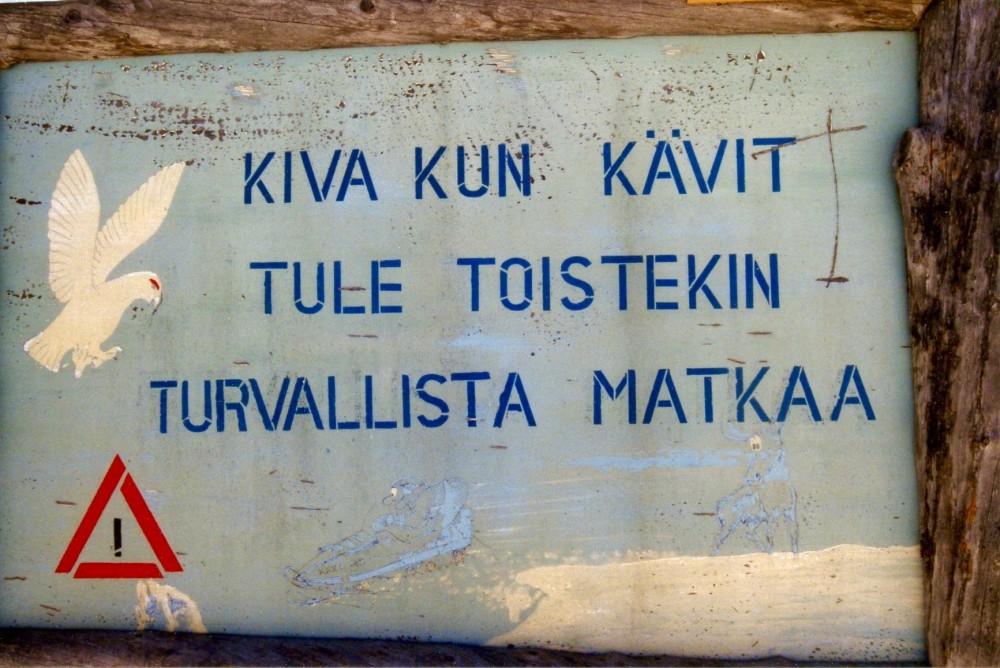 KIVA KUN KÄVIT
TULE TOISTEKIN
TURVALLISTA MATKAA
!